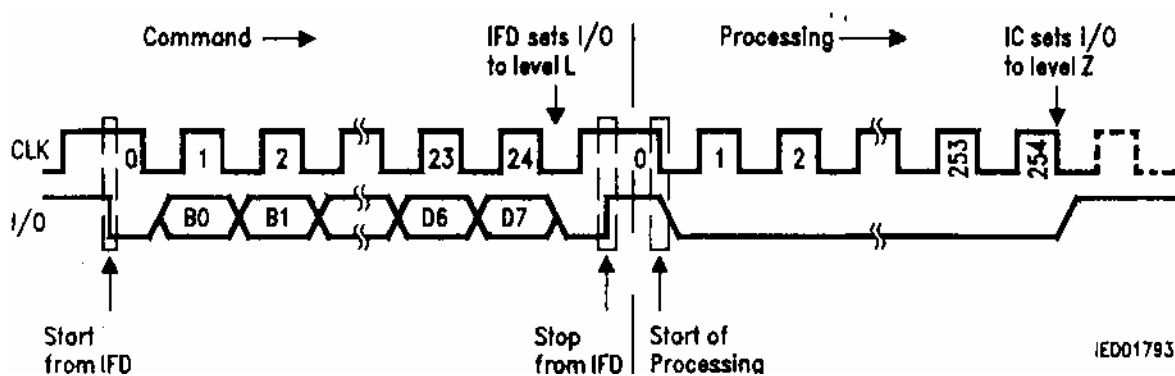 Command
IFD sets I/O
to level L
Processing
IC sets I/O
to level Z
CLK
0 1 2 23 24 0 1 2 253 254
I/O
B0 B1 D6 D7
Start
from IFD
Stop
from IFD
Start of
Processing
IED01793